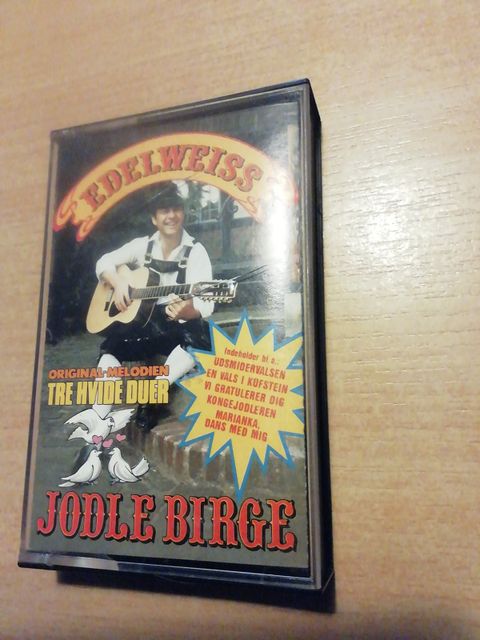 EDELWEISS
ORIGINAL-MELODIEN
TRE HVIDE DUER
Indeholder bl. a.:
UDSMIDERVALSEN
EN VALS I KUFSTEIN
VI GRATULERER DIG
KONGEJODLEREN
MARIANKA,
DANS MED MIG
JODLE BIRGE